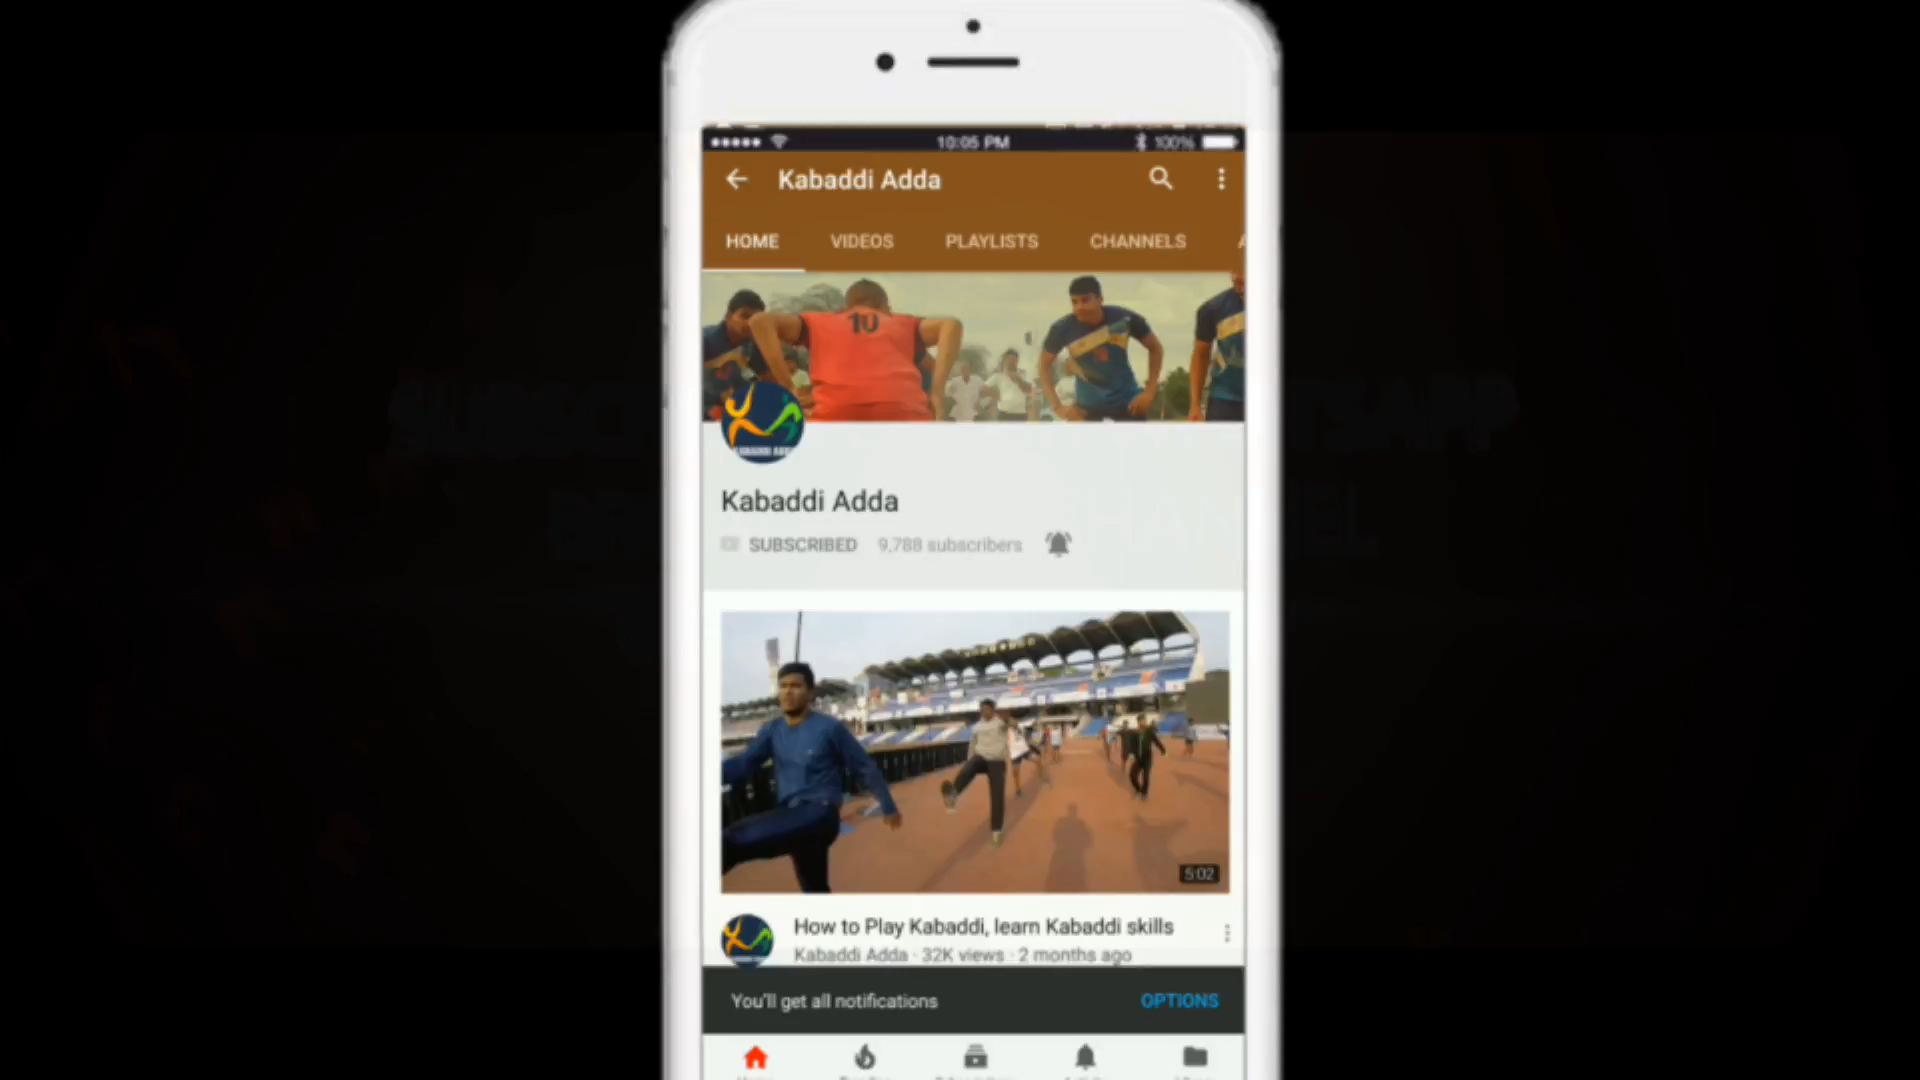 10:05 PM 100%
Kabaddi Adda
HOME VIDEOS PLAYLISTS CHANNELS A
10
Kabaddi Adda
SUBSCRIBED 9,788 subscribers
5:02
How to Play Kabaddi, learn Kabaddi skills
Kabaddi Adda · 32K views · 2 months ago
You'll get all notifications OPTIONS